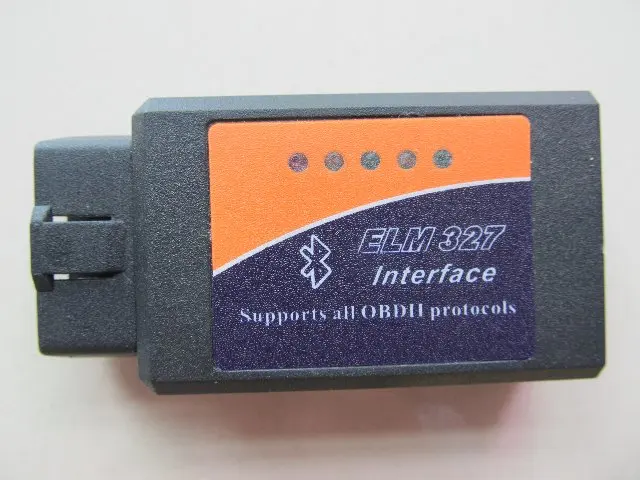 ELM 327
Interface
Supports all OBDII protocols